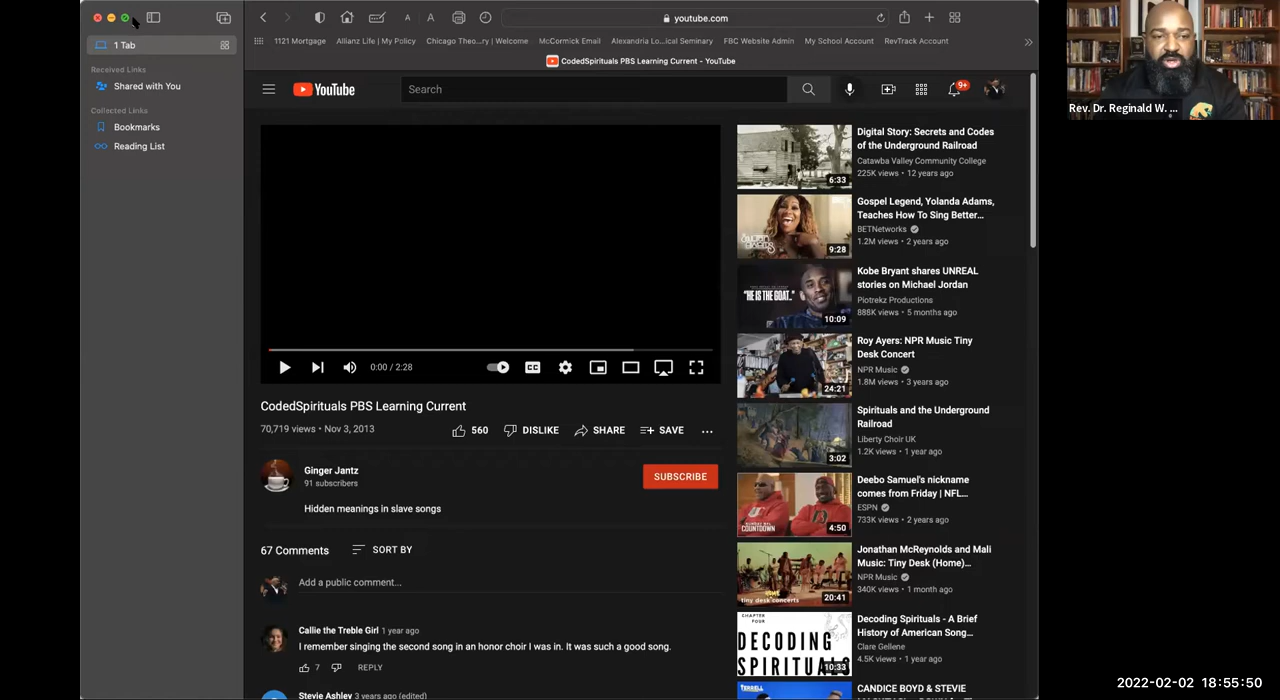 youtube.com
1 Tab
Received Links
Shared with You
Collected Links
Bookmarks
Reading List
A A
1121 Mortgage Allianz Life | My Policy Chicago Theo...ry | Welcome McCormick Email Alexandria Lo...ical Seminary FBC Website Admin My School Account RevTrack Account
CodedSpirituals PBS Learning Current - YouTube
YouTube
Search
9+
0:00 / 2:28
CC
CodedSpirituals PBS Learning Current
70,719 views • Nov 3, 2013
560 DISLIKE SHARE SAVE ...
Ginger Jantz
91 subscribers
SUBSCRIBE
Hidden meanings in slave songs
67 Comments SORT BY
Add a public comment...
Callie the Treble Girl 1 year ago
I remember singing the second song in an honor choir I was in. It was such a good song.
7 REPLY
Stevie Ashley 3 years ago (edited)
6:33
Digital Story: Secrets and Codes
of the Underground Railroad
Catawba Valley Community College
225K views • 12 years ago
9:28
Gospel Legend, Yolanda Adams,
Teaches How To Sing Better...
BETNetworks
1.2M views • 2 years ago
"HE IS THE GOAT."
10:09
Kobe Bryant shares UNREAL
stories on Michael Jordan
Piotrekz Productions
888K views • 5 months ago
24:21
Roy Ayers: NPR Music Tiny
Desk Concert
NPR Music
1.8M views • 3 years ago
3:02
Spirituals and the Underground
Railroad
Liberty Choir UK
1.2K views • 1 year ago
COUNTDOWN
4:50
Deebo Samuel's nickname
comes from Friday | NFL...
ESPN
733K views • 2 years ago
tiny desk concerts
20:41
Jonathan McReynolds and Mali
Music: Tiny Desk (Home)...
NPR Music
340K views • 1 month ago
CHAPTER
FOUR
DECODING
SPIRITUALS
10:33
Decoding Spirituals - A Brief
History of American Song...
Clare Gellene
4.5K views • 1 year ago
CANDICE BOYD & STEVIE
Rev. Dr. Reginald W. ...
2022-02-02 18:55:50